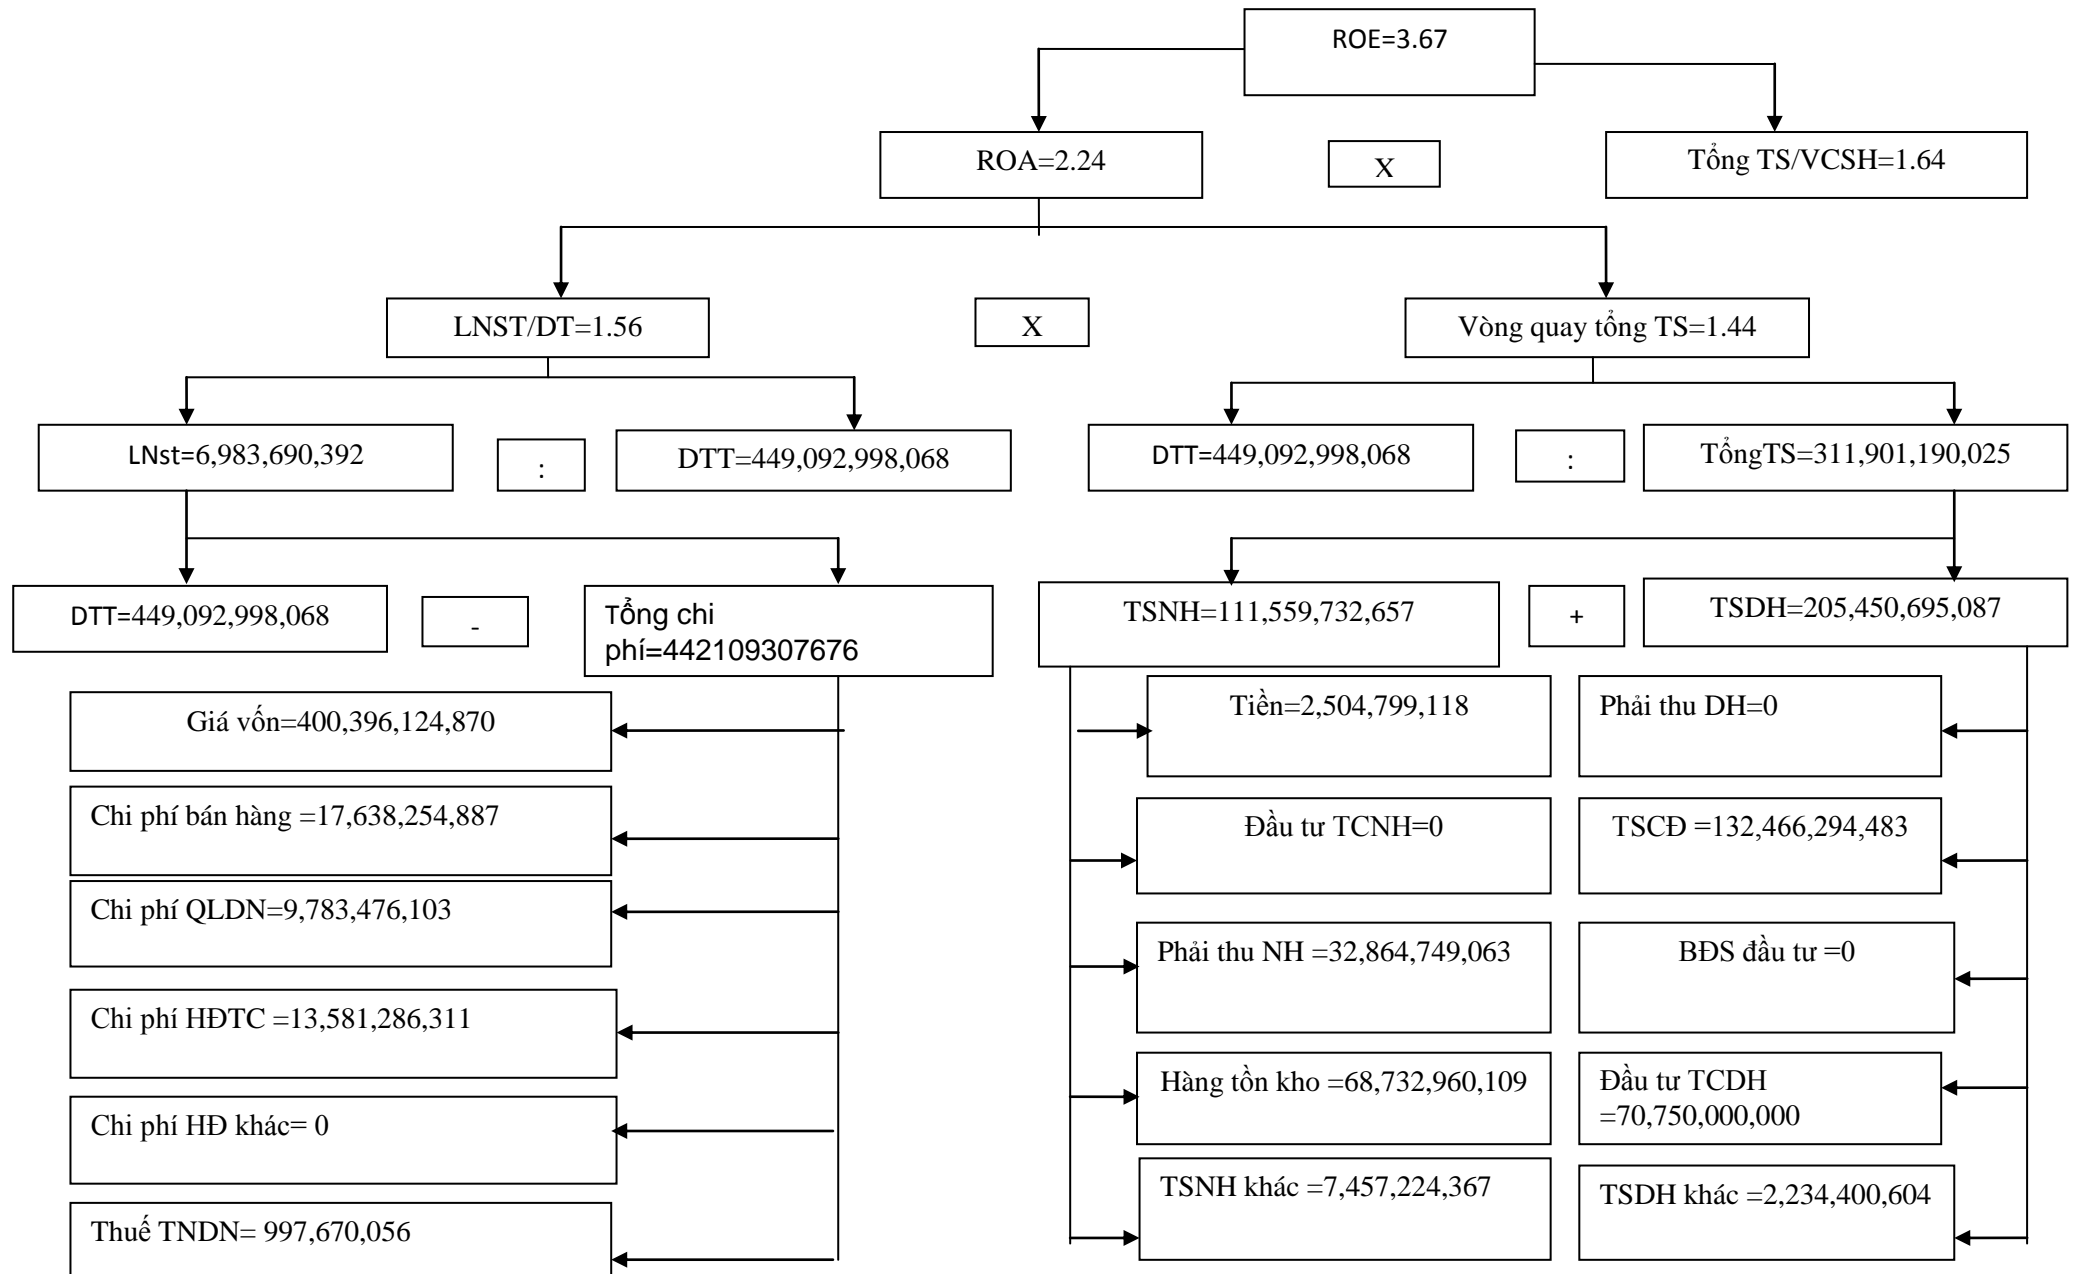 ROE=3.67
ROA=2.24
X
Tổng TS/VCSH=1.64
LNST/DT=1.56
X
Vòng quay tổng TS=1.44
LNst=6,983,690,392
:
DTT=449,092,998,068
DTT=449,092,998,068
:
TổngTS=311,901,190,025
DTT=449,092,998,068
-
Tổng chi
phí=442109307676
TSNH=111,559,732,657
+
TSDH=205,450,695,087
Giá vốn=400,396,124,870
Tiền=2,504,799,118
Phải thu DH=0
Chi phí bán hàng =17,638,254,887
Đầu tư TCNH=0
TSCĐ =132,466,294,483
Chi phí QLDN=9,783,476,103
Phải thu NH =32,864,749,063
BĐS đầu tư =0
Chi phí HĐTC =13,581,286,311
Hàng tồn kho =68,732,960,109
Đầu tư TCDH
=70,750,000,000
Chi phí HĐ khác= 0
TSNH khác =7,457,224,367
TSDH khác =2,234,400,604
Thuế TNDN= 997,670,056